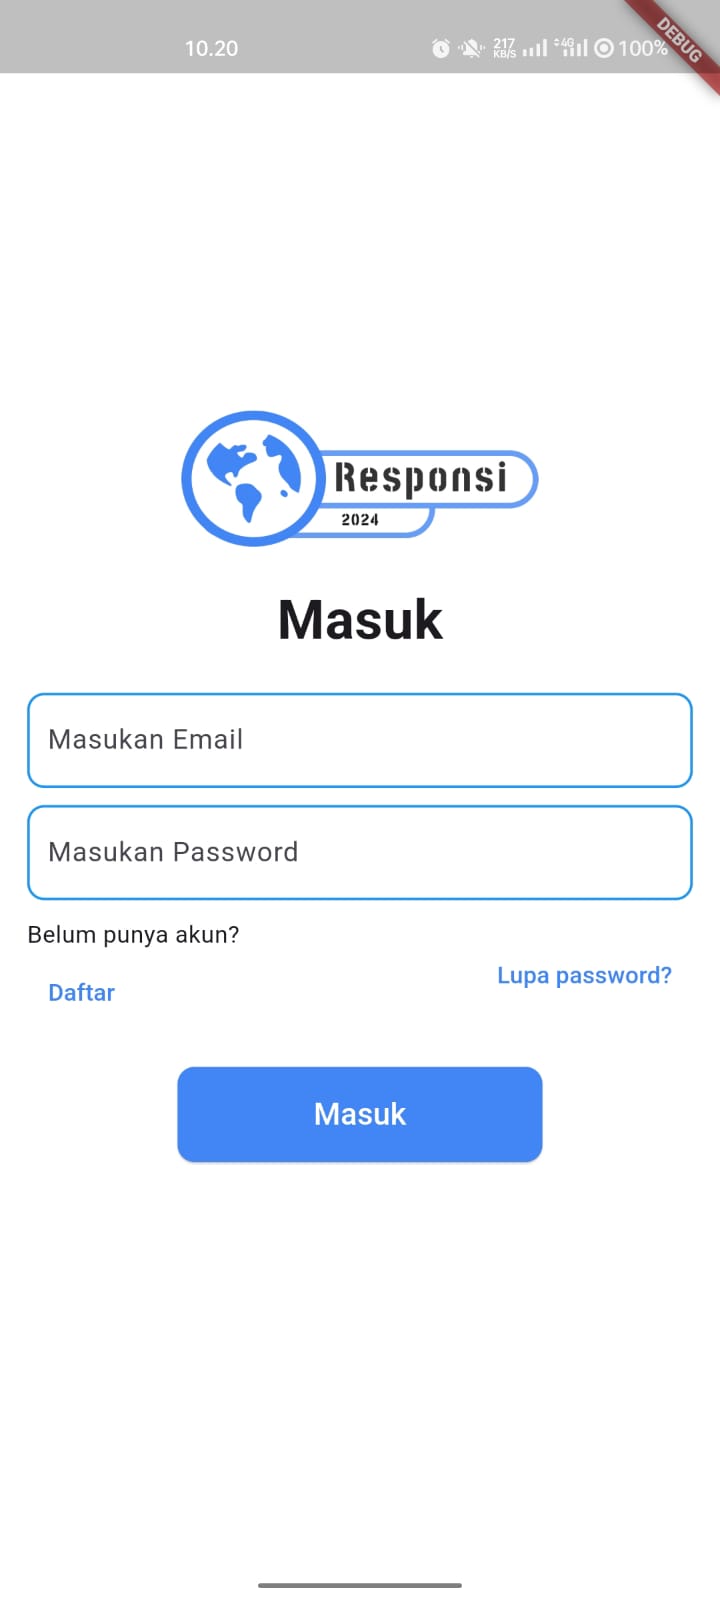 10.20
217
KB/S
4G
100%
DEBUG
Responsi
2024
Masuk
Masukan Email
Masukan Password
Belum punya akun?
Lupa password?
Daftar
Masuk